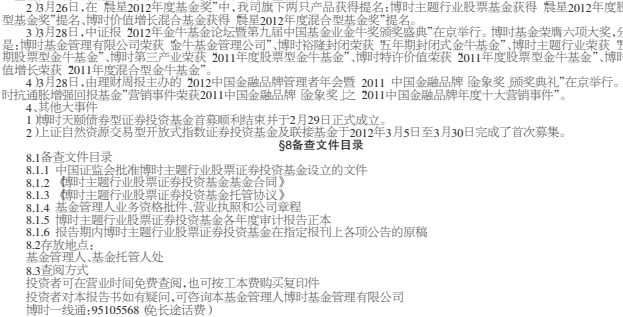 2)3月26日,在“晨星2012年度基金奖”中,我司旗下两只产品获得提名:博时主题行业股票基金获得“晨星2012年度股
型基金奖”提名,博时价值增长混合基金获得“晨星2012年度混合型基金奖”提名。
3)3月28日,中证报“2012年金牛基金论坛暨第九届中国基金业金牛奖颁奖盛典”在京举行。博时基金荣膺六项大奖,分
是:博时基金管理有限公司荣获“金牛基金管理公司”、博时裕隆封闭荣获“五年期封闭式金牛基金”、博时主题行业荣获“五
期股票型金牛基金”、博时第三产业荣获“2011年度股票型金牛基金”、博时特许价值荣获“2011年度股票型金牛基金”、博时
值增长荣获“2011年度混合型金牛基金”。
4)3月28日,由理财周报主办的“2012中国金融品牌管理者年会暨“2011中国金融品牌『金象奖』颁奖典礼”在京举行。
时抗通胀增强回报基金”营销事件荣获2011中国金融品牌『金象奖』之“2011中国金融品牌年度十大营销事件”。
4、其他大事件
1)博时天颐债券型证券投资基金首募顺利结束并于2月29日正式成立。
2)上证自然资源交易型开放式指数证券投资基金及联接基金于2012年3月5日至3月30日完成了首次募集。
§8备查文件目录
8.1备查文件目录
8.1.1 中国证监会批准博时主题行业股票证券投资基金设立的文件
8.1.2 《博时主题行业股票证券投资基金基金合同》
8.1.3 《博时主题行业股票证券投资基金托管协议》
8.1.4 基金管理人业务资格批件、营业执照和公司章程
8.1.5 博时主题行业股票证券投资基金各年度审计报告正本
8.1.6 报告期内博时主题行业股票证券投资基金在指定报刊上各项公告的原稿
8.2存放地点:
基金管理人、基金托管人处
8.3查阅方式
投资者可在营业时间免费查阅,也可按工本费购买复印件
投资者对本报告书如有疑问,可咨询本基金管理人博时基金管理有限公司
博时一线通:95105568(免长途话费)